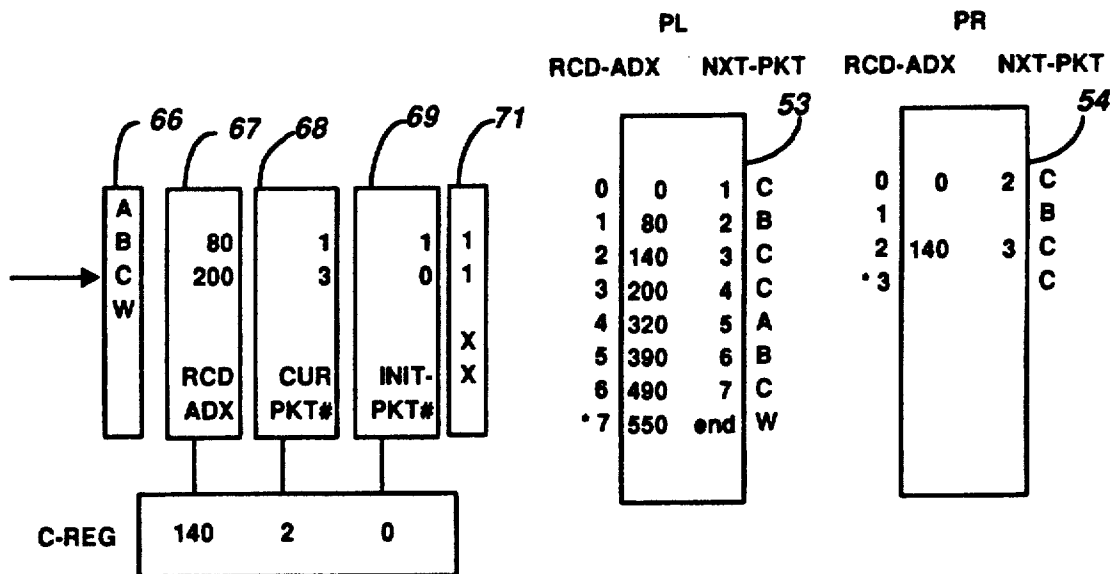 PL PR
RCD-ADX NXT-PKT RCD-ADX NXT-PKT
53 54
66 67 68 69 71
0 0 1 C 0 0 2 C
A 1 80 2 B 1 B
B 80 1 1 1 2 140 3 C 2 140 3 C
C 200 3 0 1 3 200 4 C * 3 C
W 4 320 5 A
X 5 390 6 B
RCD CUR INIT- X 6 490 7 C
ADX PKT# PKT# * 7 550 end W
C-REG 140 2 0